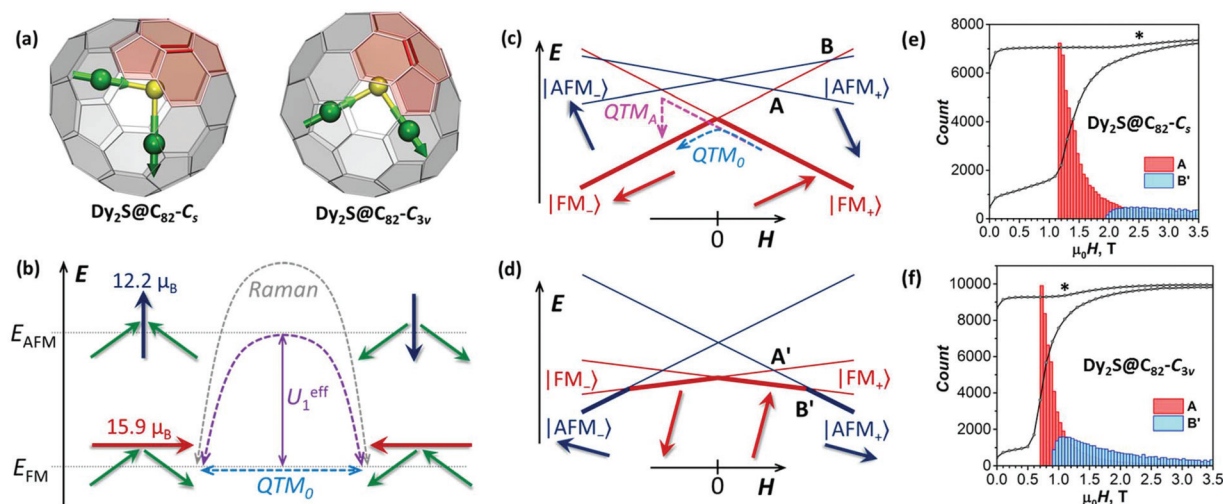 (a)
Dy₂S@C₈₂-Cₛ
Dy₂S@C₈₂-C₃ᵥ
(b)
E
12.2 μB
Raman
EAFM
U₁ᵉᶠᶠ
15.9 μB
EFM
QTM₀
(c)
E
B
|AFM₋⟩
|AFM₊⟩
QTMA
A
QTM₀
|FM₋⟩
|FM₊⟩
0
H
(d)
E
A'
|FM₋⟩
|FM₊⟩
B'
|AFM₋⟩
|AFM₊⟩
0
H
(e)
8000
*
6000
Count
4000
Dy₂S@C₈₂-Cₛ
2000
A
B'
0
0.0 0.5 1.0 1.5 2.0 2.5 3.0 3.5
μ₀H, T
(f)
10000
*
8000
6000
Count
Dy₂S@C₈₂-C₃ᵥ
4000
A
2000
B'
0
0.0 0.5 1.0 1.5 2.0 2.5 3.0 3.5
μ₀H, T